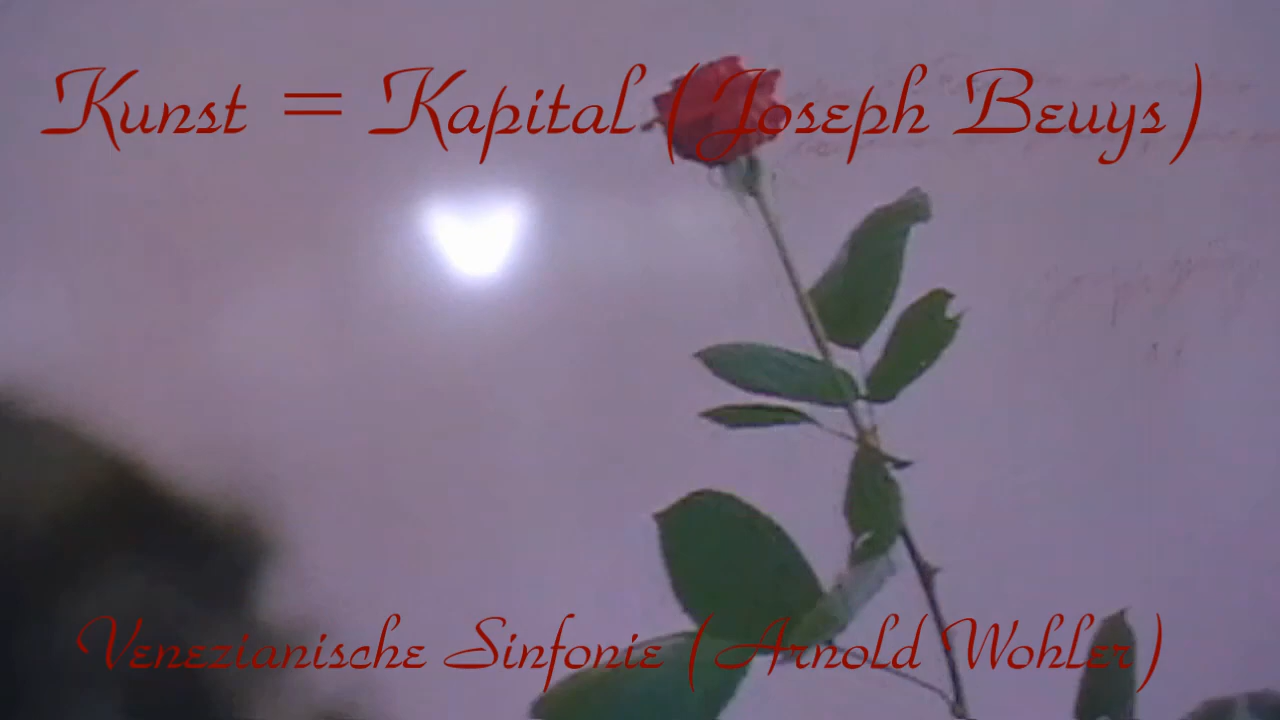 Kunst = Kapital (Joseph Beuys)
Venezianische Sinfonie (Arnold Wohler)